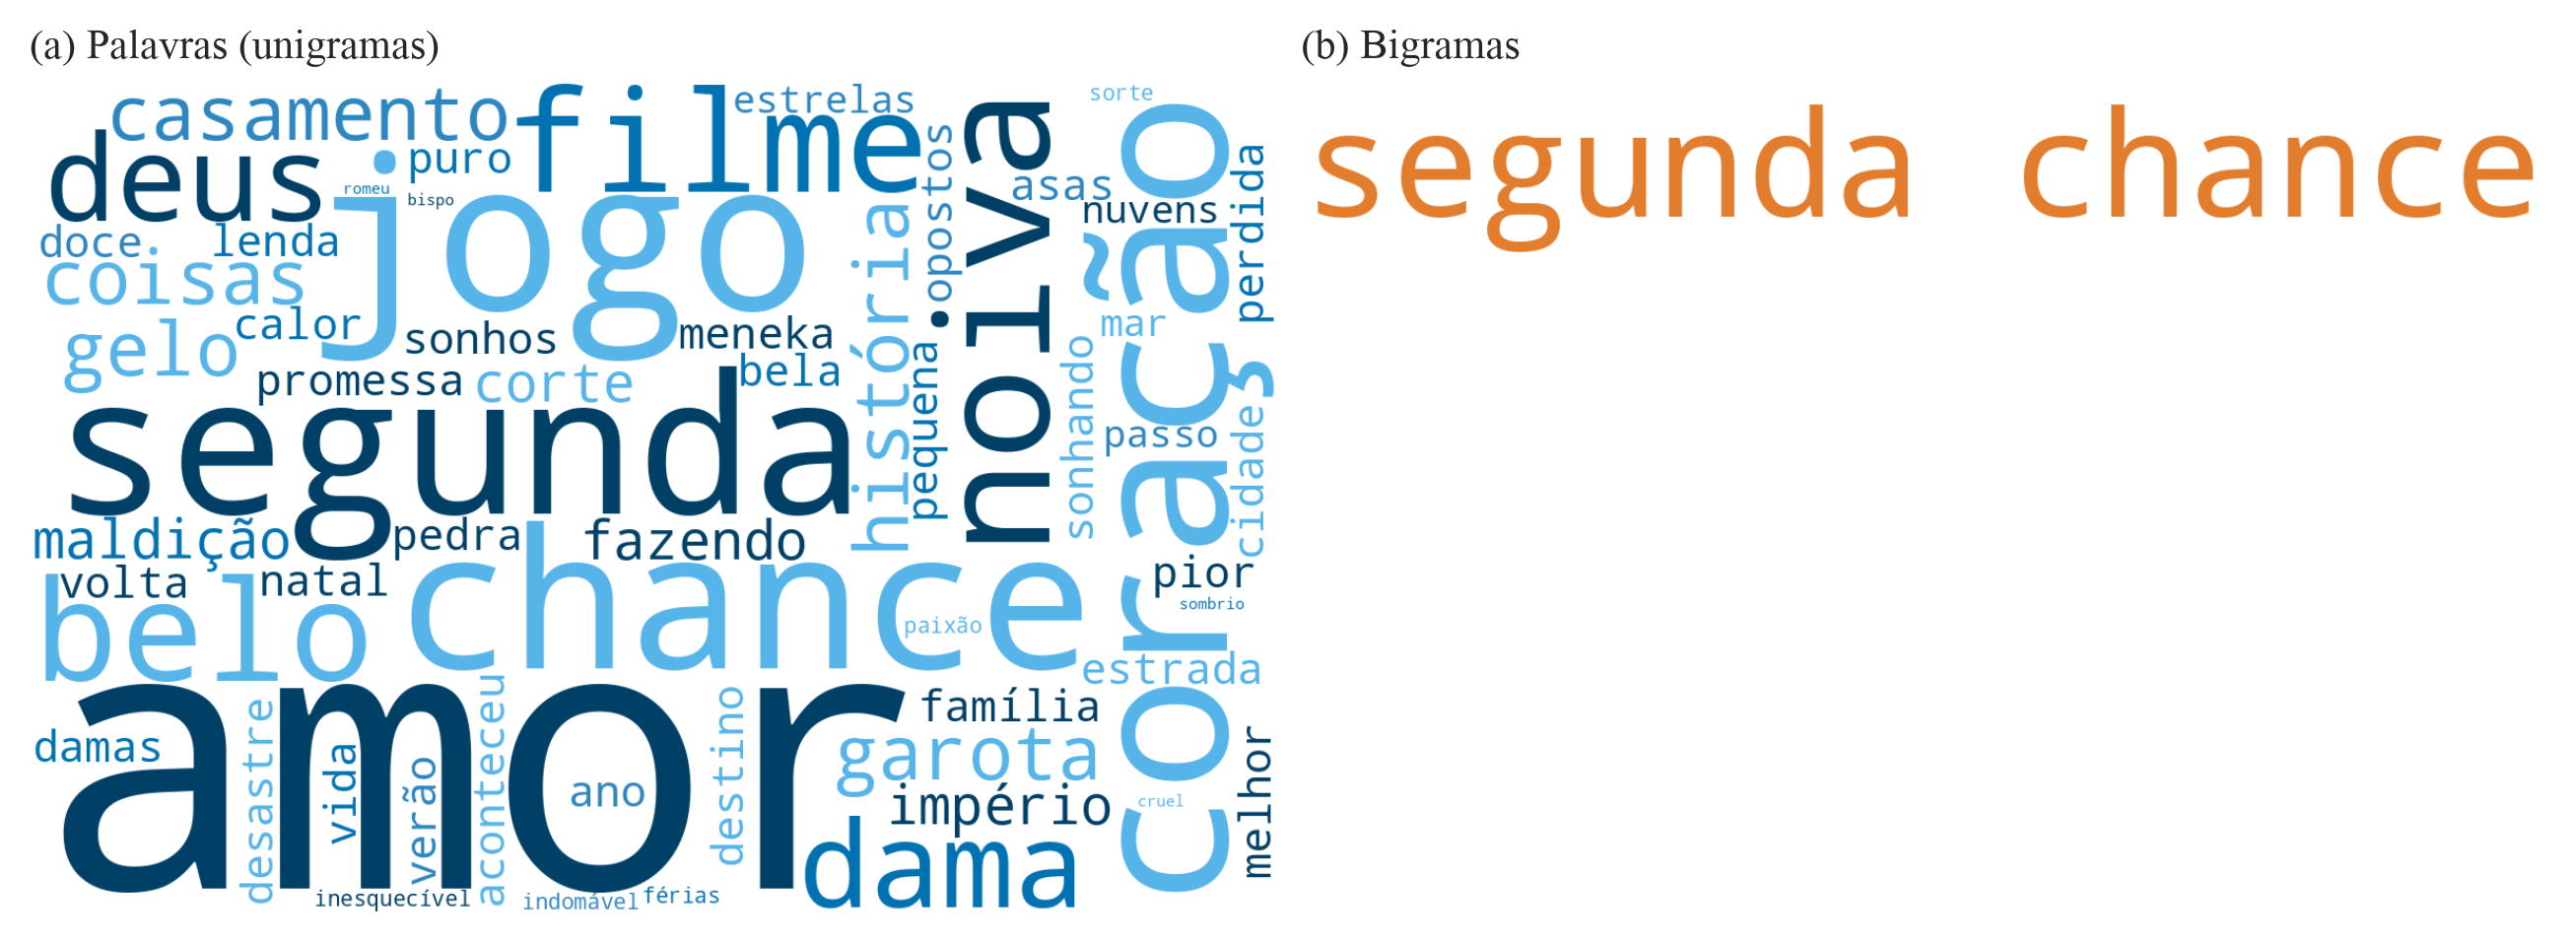 (a) Palavras (unigramas)
(b) Bigramas
casamento
filme
estrelas
sorte
segunda chance
deus
puro
romeu
bispo
jogo
noiva
opostos
asas
nuvens
perdida
coração
doce
lenda
coisas
história
calor
sonhos
meneka
mar
gelo
promessa
corte
bela
pequena
sonhando
segunda
passo
cidade
maldição
pedra
fazendo
pior
volta
natal
sombrio
belo
chance
paixão
estrada
amor
família
damas
desastre
vida
verão
aconteceu
ano
destino
garota
império
cruel
melhor
dama
inesquecível
indomável
férias